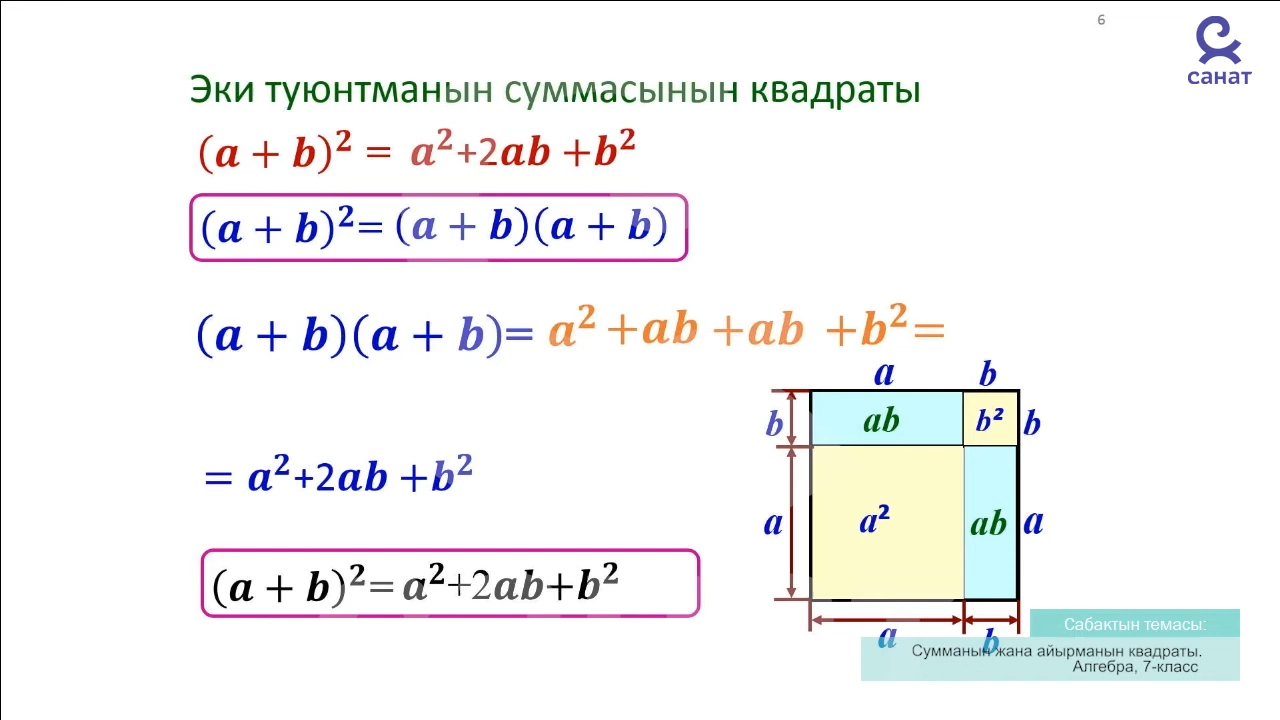 6
санат
Эки туюнтманын суммасынын квадраты
(a + b)² = a²+2ab +b²
(a + b)²= (a + b)(a + b)
(a + b)(a + b)= a² +ab +ab +b² =
a b
b ab b² b
= a²+2ab +b²
a a² ab a
(a + b)²= a²+2ab+b²
a b
Сабактын темасы:
Сумманын жана айырманын квадраты.
Алгебра, 7-класс